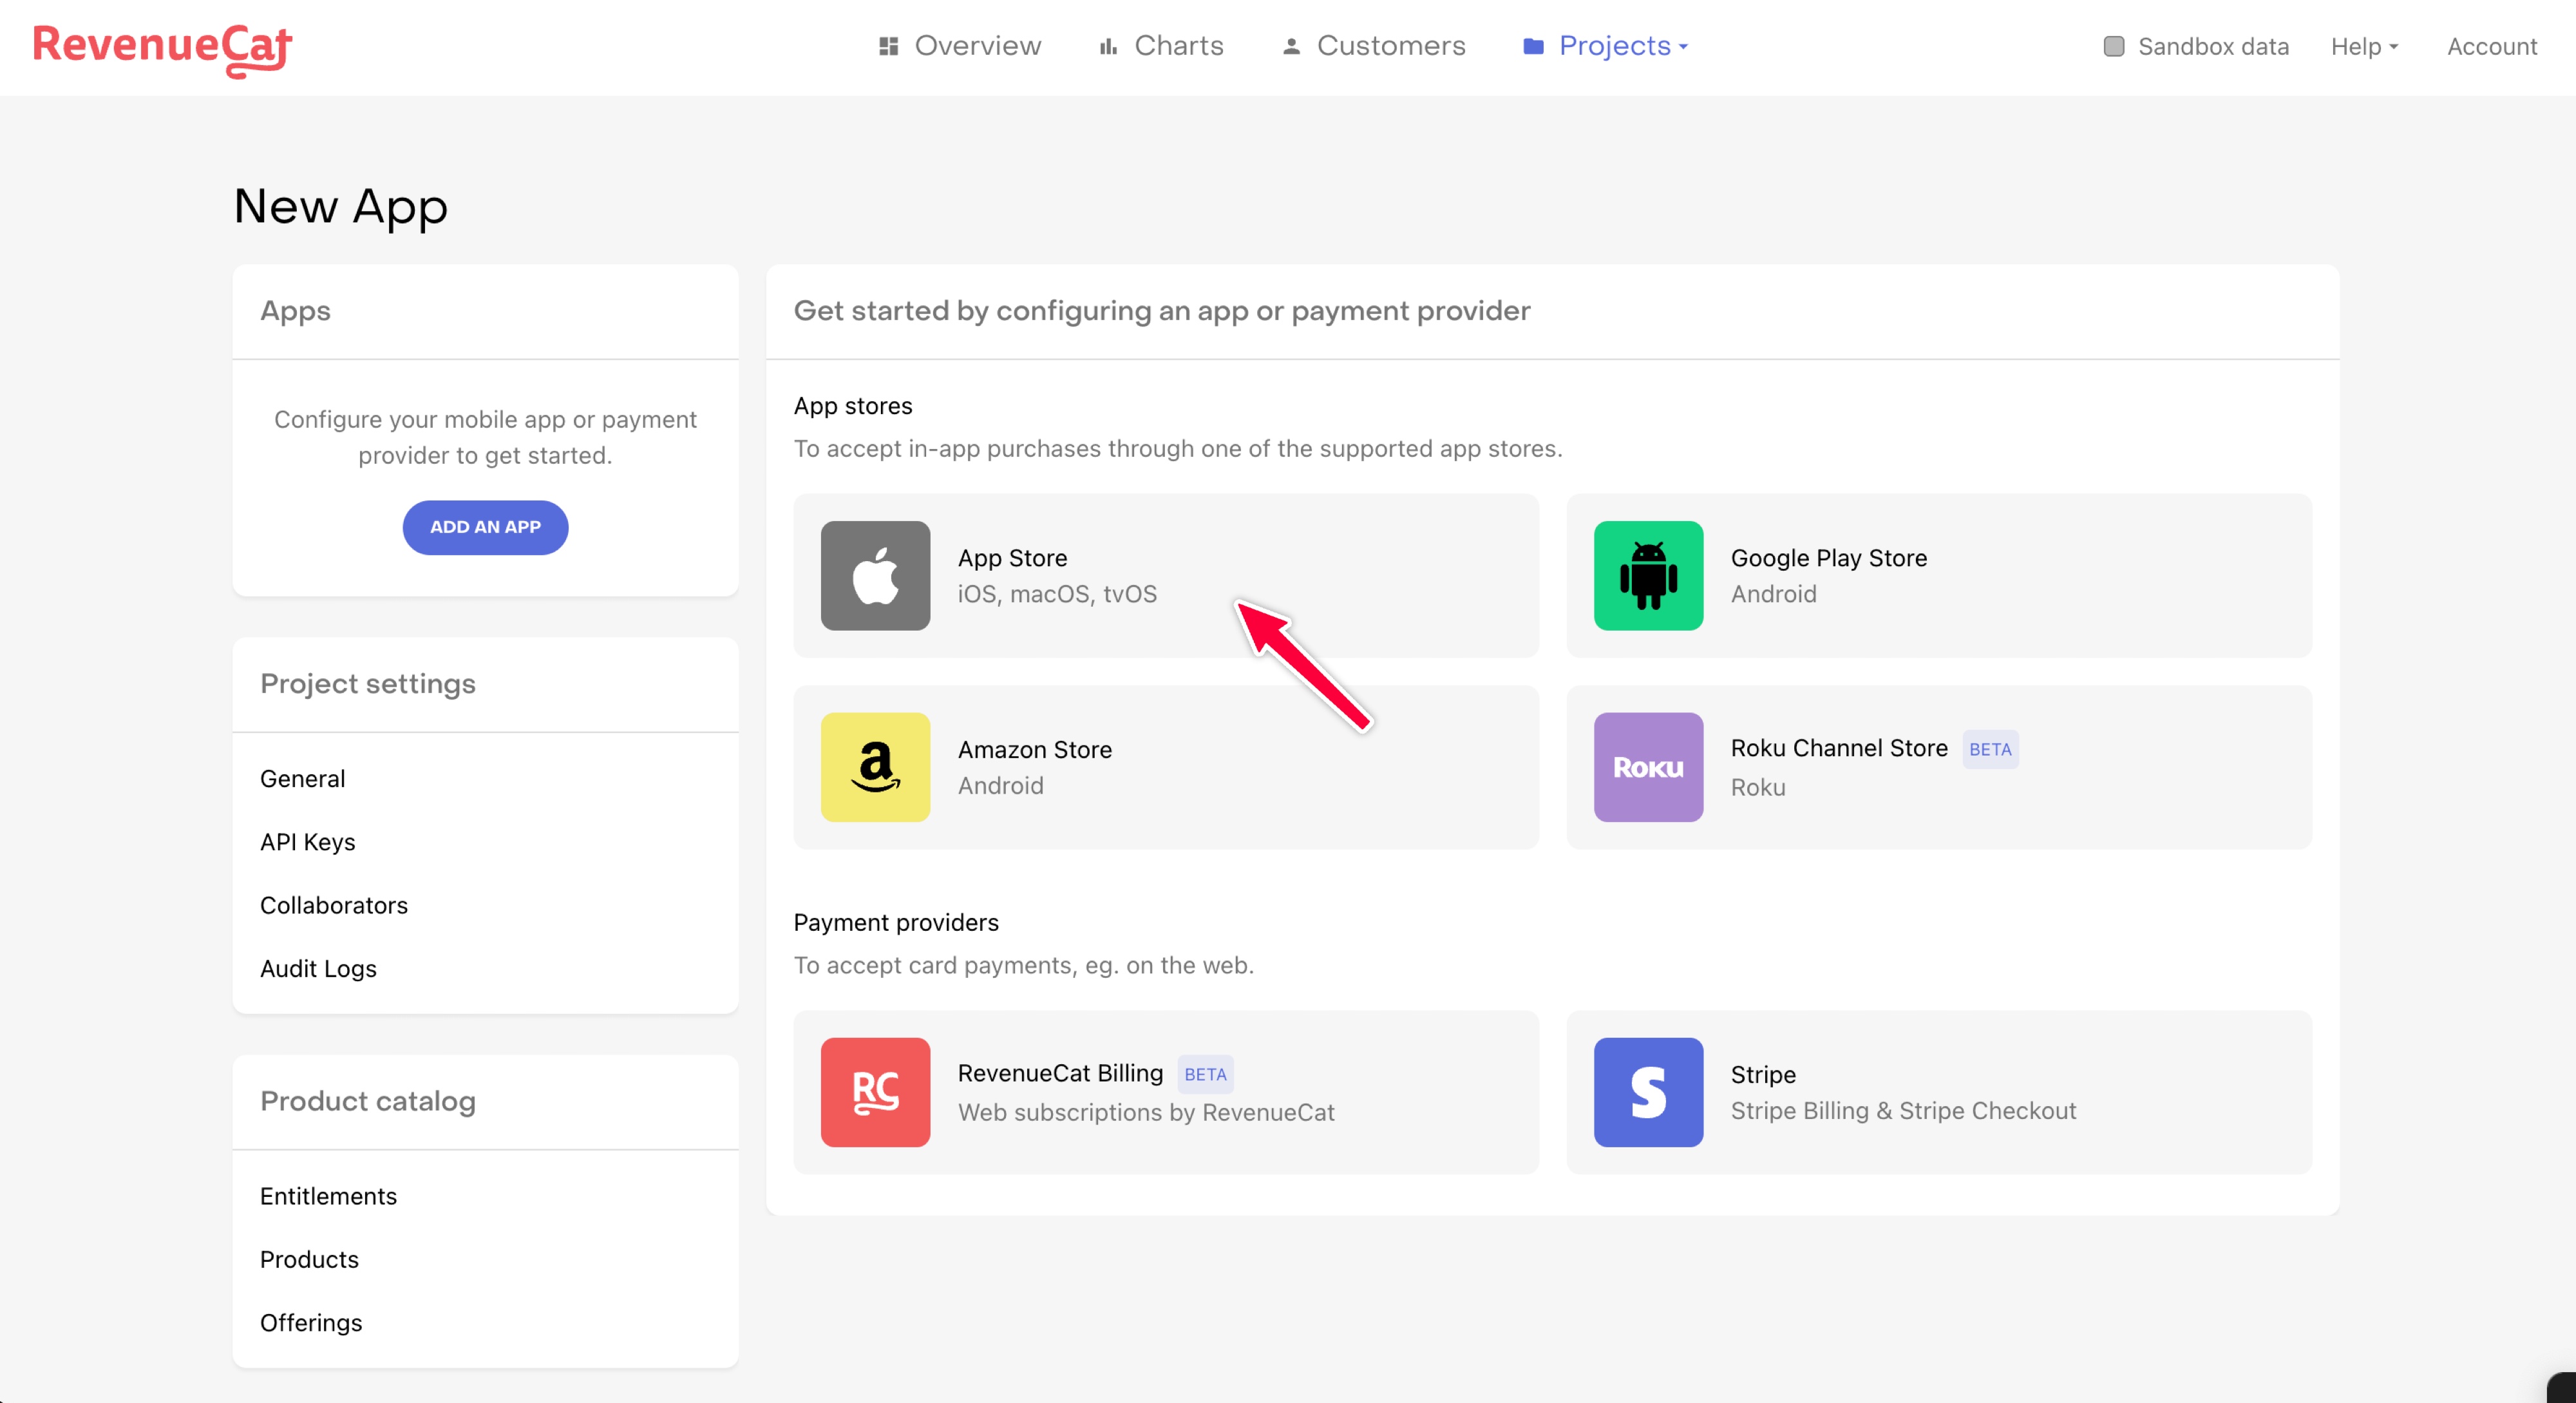 RevenueCat
Overview
Charts
Customers
Projects
Sandbox data
Help
Account
New App
Apps
Configure your mobile app or payment
provider to get started.
ADD AN APP
Project settings
General
API Keys
Collaborators
Audit Logs
Product catalog
Entitlements
Products
Offerings
Get started by configuring an app or payment provider
App stores
To accept in-app purchases through one of the supported app stores.
App Store
iOS, macOS, tvOS
Google Play Store
Android
a
Amazon Store
Android
Roku
Roku Channel Store BETA
Roku
Payment providers
To accept card payments, eg. on the web.
RC
RevenueCat Billing BETA
Web subscriptions by RevenueCat
S
Stripe
Stripe Billing & Stripe Checkout